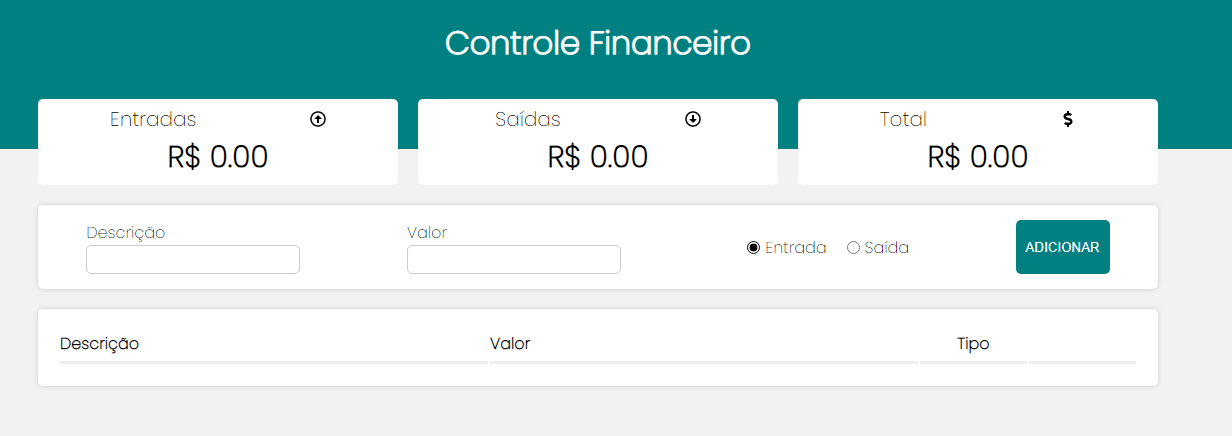 Controle Financeiro
Entradas
R$ 0.00
Saídas
R$ 0.00
Total $
R$ 0.00
Descrição
Valor
Entrada Saída
ADICIONAR
Descrição Valor Tipo